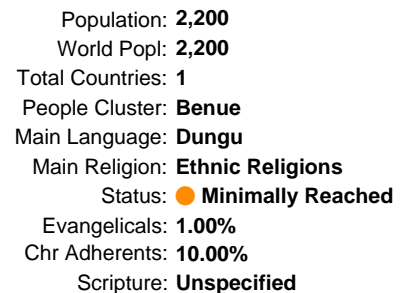 Population: 2,200
World Popl: 2,200
Total Countries: 1
People Cluster: Benue
Main Language: Dungu
Main Religion: Ethnic Religions
Status: Minimally Reached
Evangelicals: 1.00%
Chr Adherents: 10.00%
Scripture: Unspecified